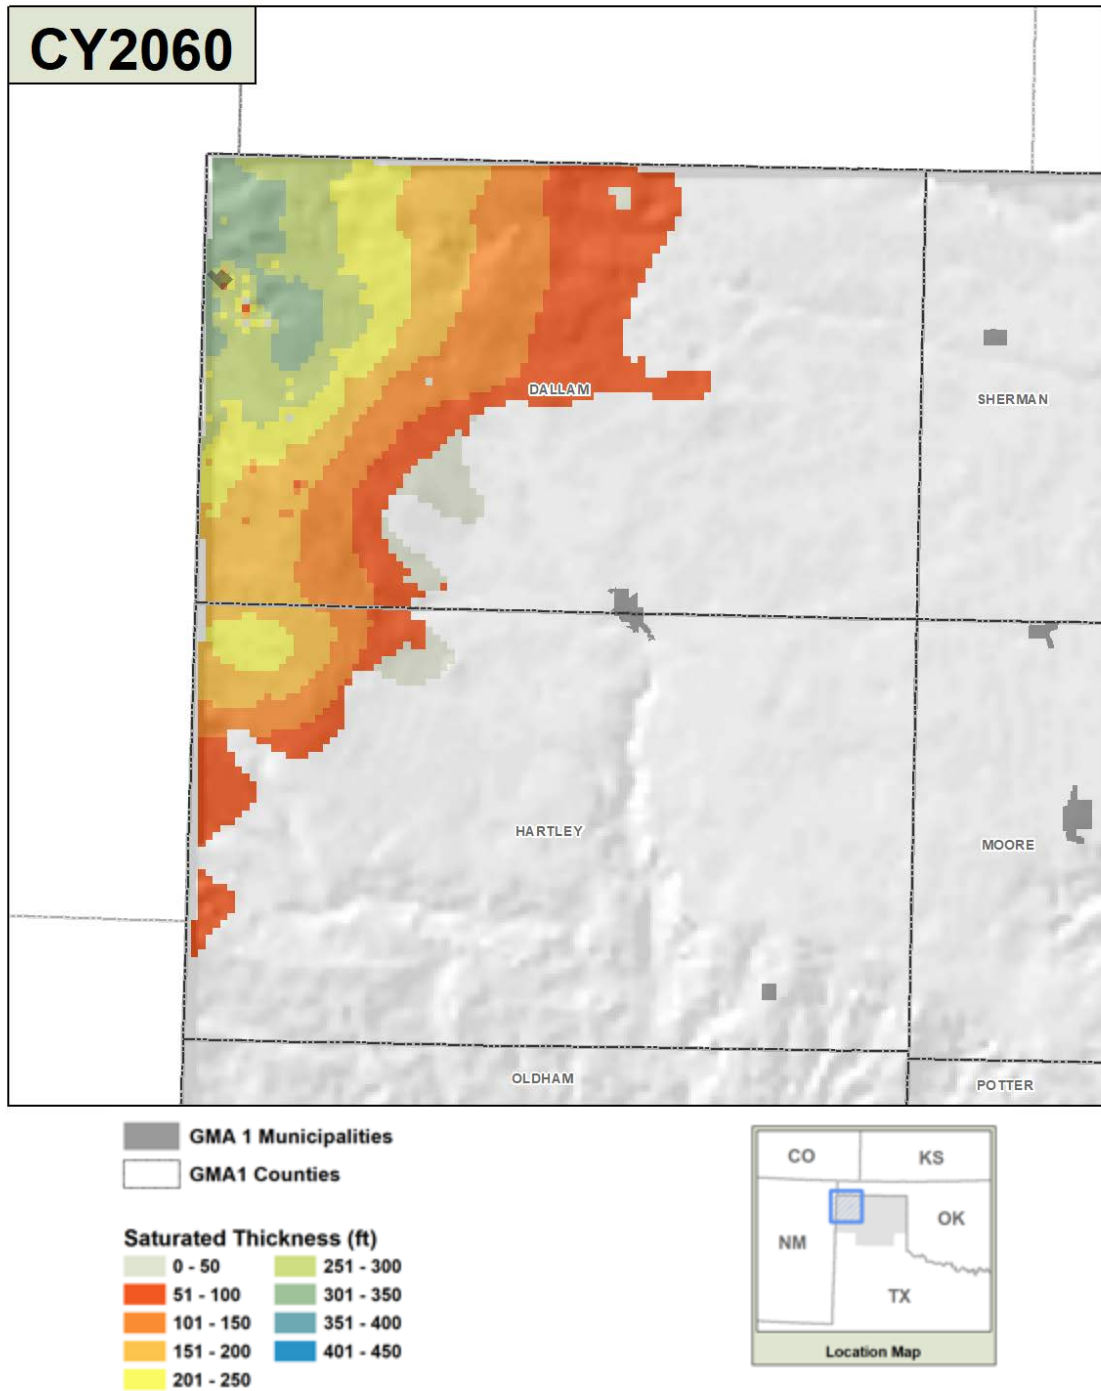 CY2060
DALLAM
SHERMAN
HARTLEY
MOORE
OLDHAM
POTTER
GMA 1 Municipalities
GMA1 Counties
Saturated Thickness (ft)
0 - 50
51 - 100
101 - 150
151 - 200
201 - 250
251 - 300
301 - 350
351 - 400
401 - 450
CO
KS
NM
OK
TX
Location Map